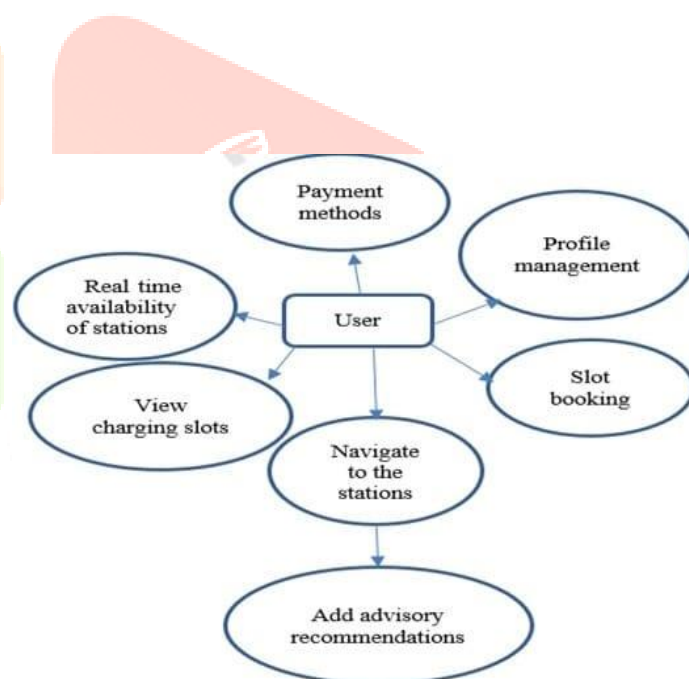 Payment
methods
Profile
management
Real time
availability
of stations
User
Slot
booking
View
charging slots
Navigate
to the
stations
Add advisory
recommendations